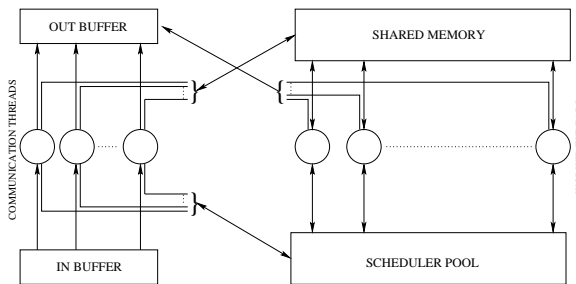 OUT BUFFER
SHARED MEMORY
COMMUNICATION THREADS
IN BUFFER
SCHEDULER POOL